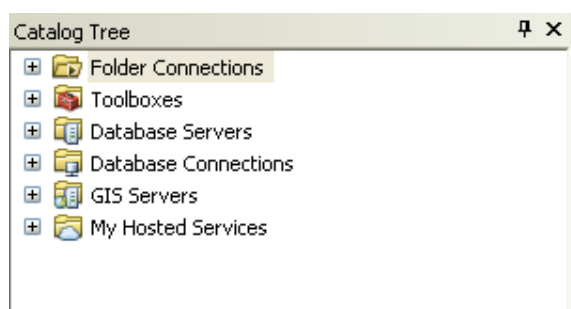 Catalog Tree
Folder Connections
Toolboxes
Database Servers
Database Connections
GIS Servers
My Hosted Services